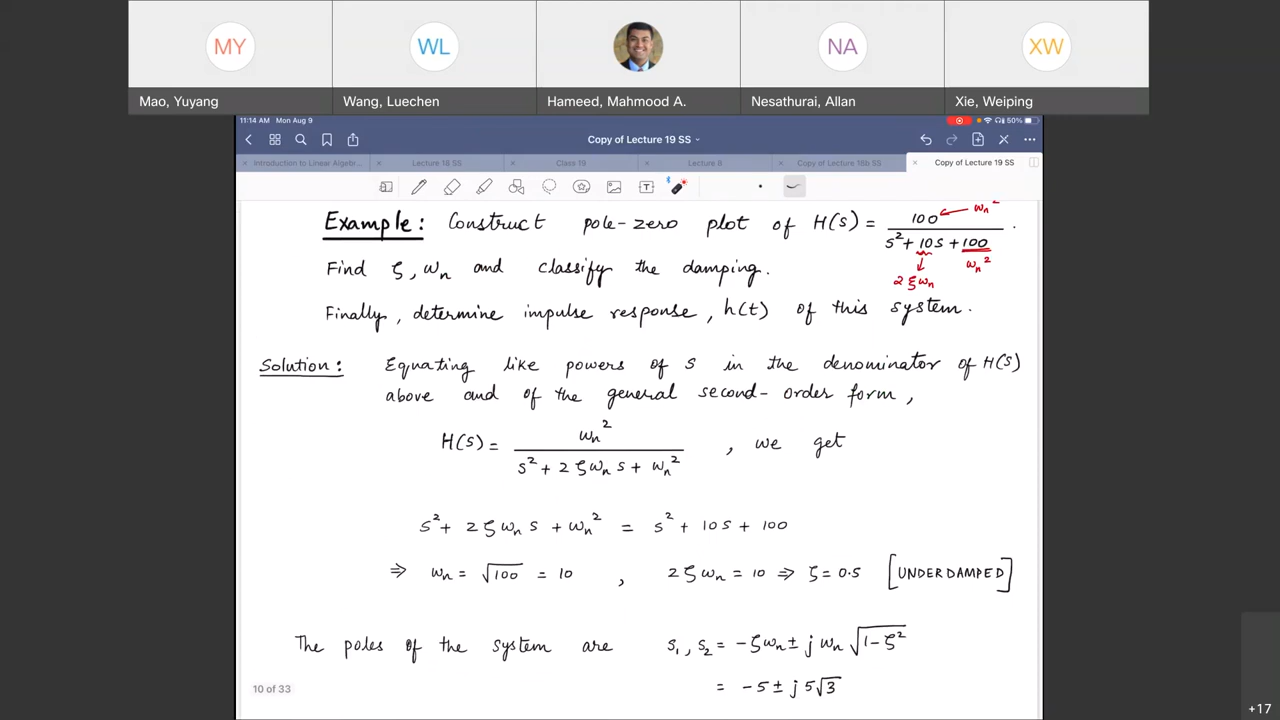 MY WL NA XW
Mao, Yuyang Wang, Luechen Hameed, Mahmood A. Nesathurai, Allan Xie, Weiping
11:14 AM Mon Aug 9 50%
Copy of Lecture 19 SS
Introduction to Linear Algebr... Lecture 18 SS Class 19 Lecture 8 Copy of Lecture 18b SS Copy of Lecture 19 SS
Example: Construct pole-zero plot of H(s) = 100 / (s² + 10s + 100) .
ωn²
ωn²
2ξωn
Find ζ, ωn and classify the damping.
Finally, determine impulse response, h(t) of this system.
Solution: Equating like powers of s in the denominator of H(s)
above and of the general second-order form,
H(s) = ωn² / (s² + 2ζωn s + ωn²) , we get
s² + 2ζωn s + ωn² = s² + 10s + 100
⇒ ωn = √100 = 10 , 2ζωn = 10 ⇒ ζ = 0.5 [UNDERDAMPED]
The poles of the system are s₁, s₂ = -ζωn ± j ωn √(1-ζ²)
= -5 ± j 5√3
10 of 33
+17